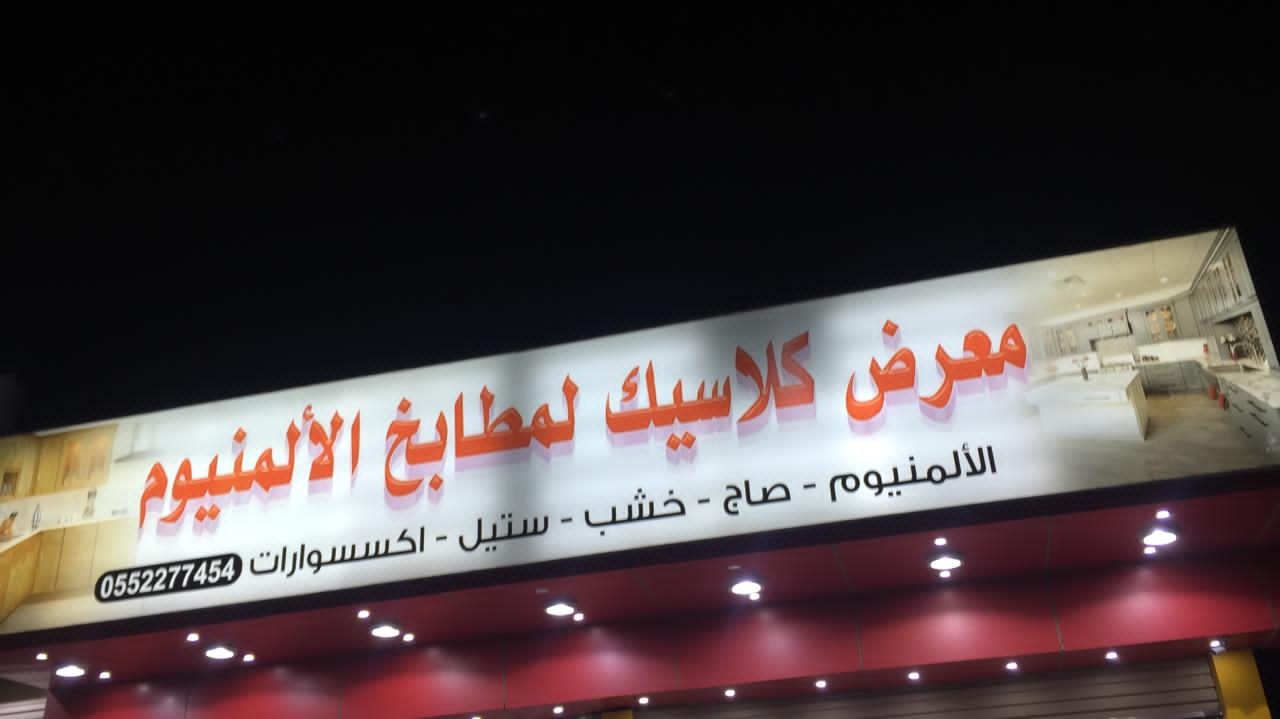 معرض كلاسيك لمطابخ الألمنيوم
الألمنيوم - صاج - خشب - ستيل - اكسسوارات
0552277454